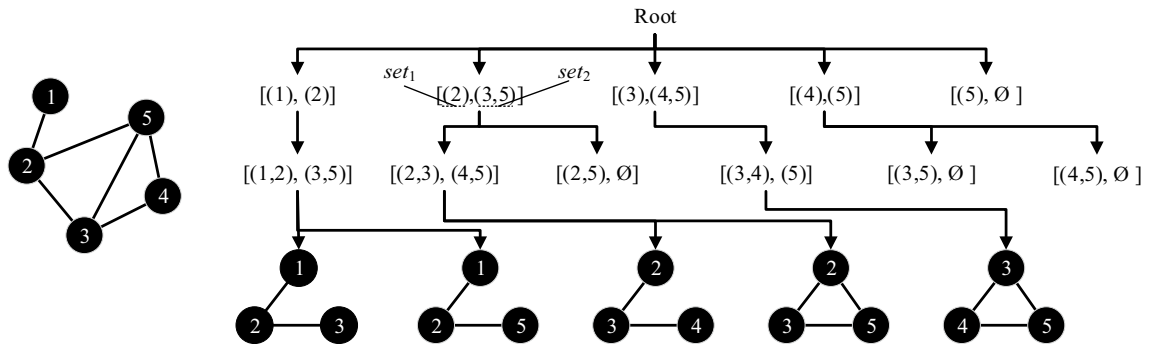 Root
set1 set2
[(1), (2)] [(2),(3,5)] [(3),(4,5)] [(4),(5)] [(5), Ø ]
[(1,2), (3,5)] [(2,3), (4,5)] [(2,5), Ø] [(3,4), (5)] [(3,5), Ø ] [(4,5), Ø ]
1
5
2
4
3
1 1 2 2 3
2 3 2 5 3 4 3 5 4 5